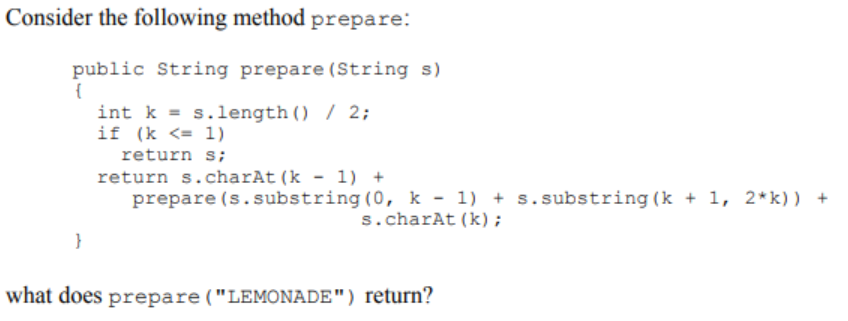 Consider the following method prepare:
public String prepare(String s)
{
int k = s.length() / 2;
if (k <= 1)
return s;
return s.charAt(k - 1) +
prepare(s.substring(0, k - 1) + s.substring(k + 1, 2*k)) +
s.charAt(k);
}
what does prepare("LEMONADE") return?